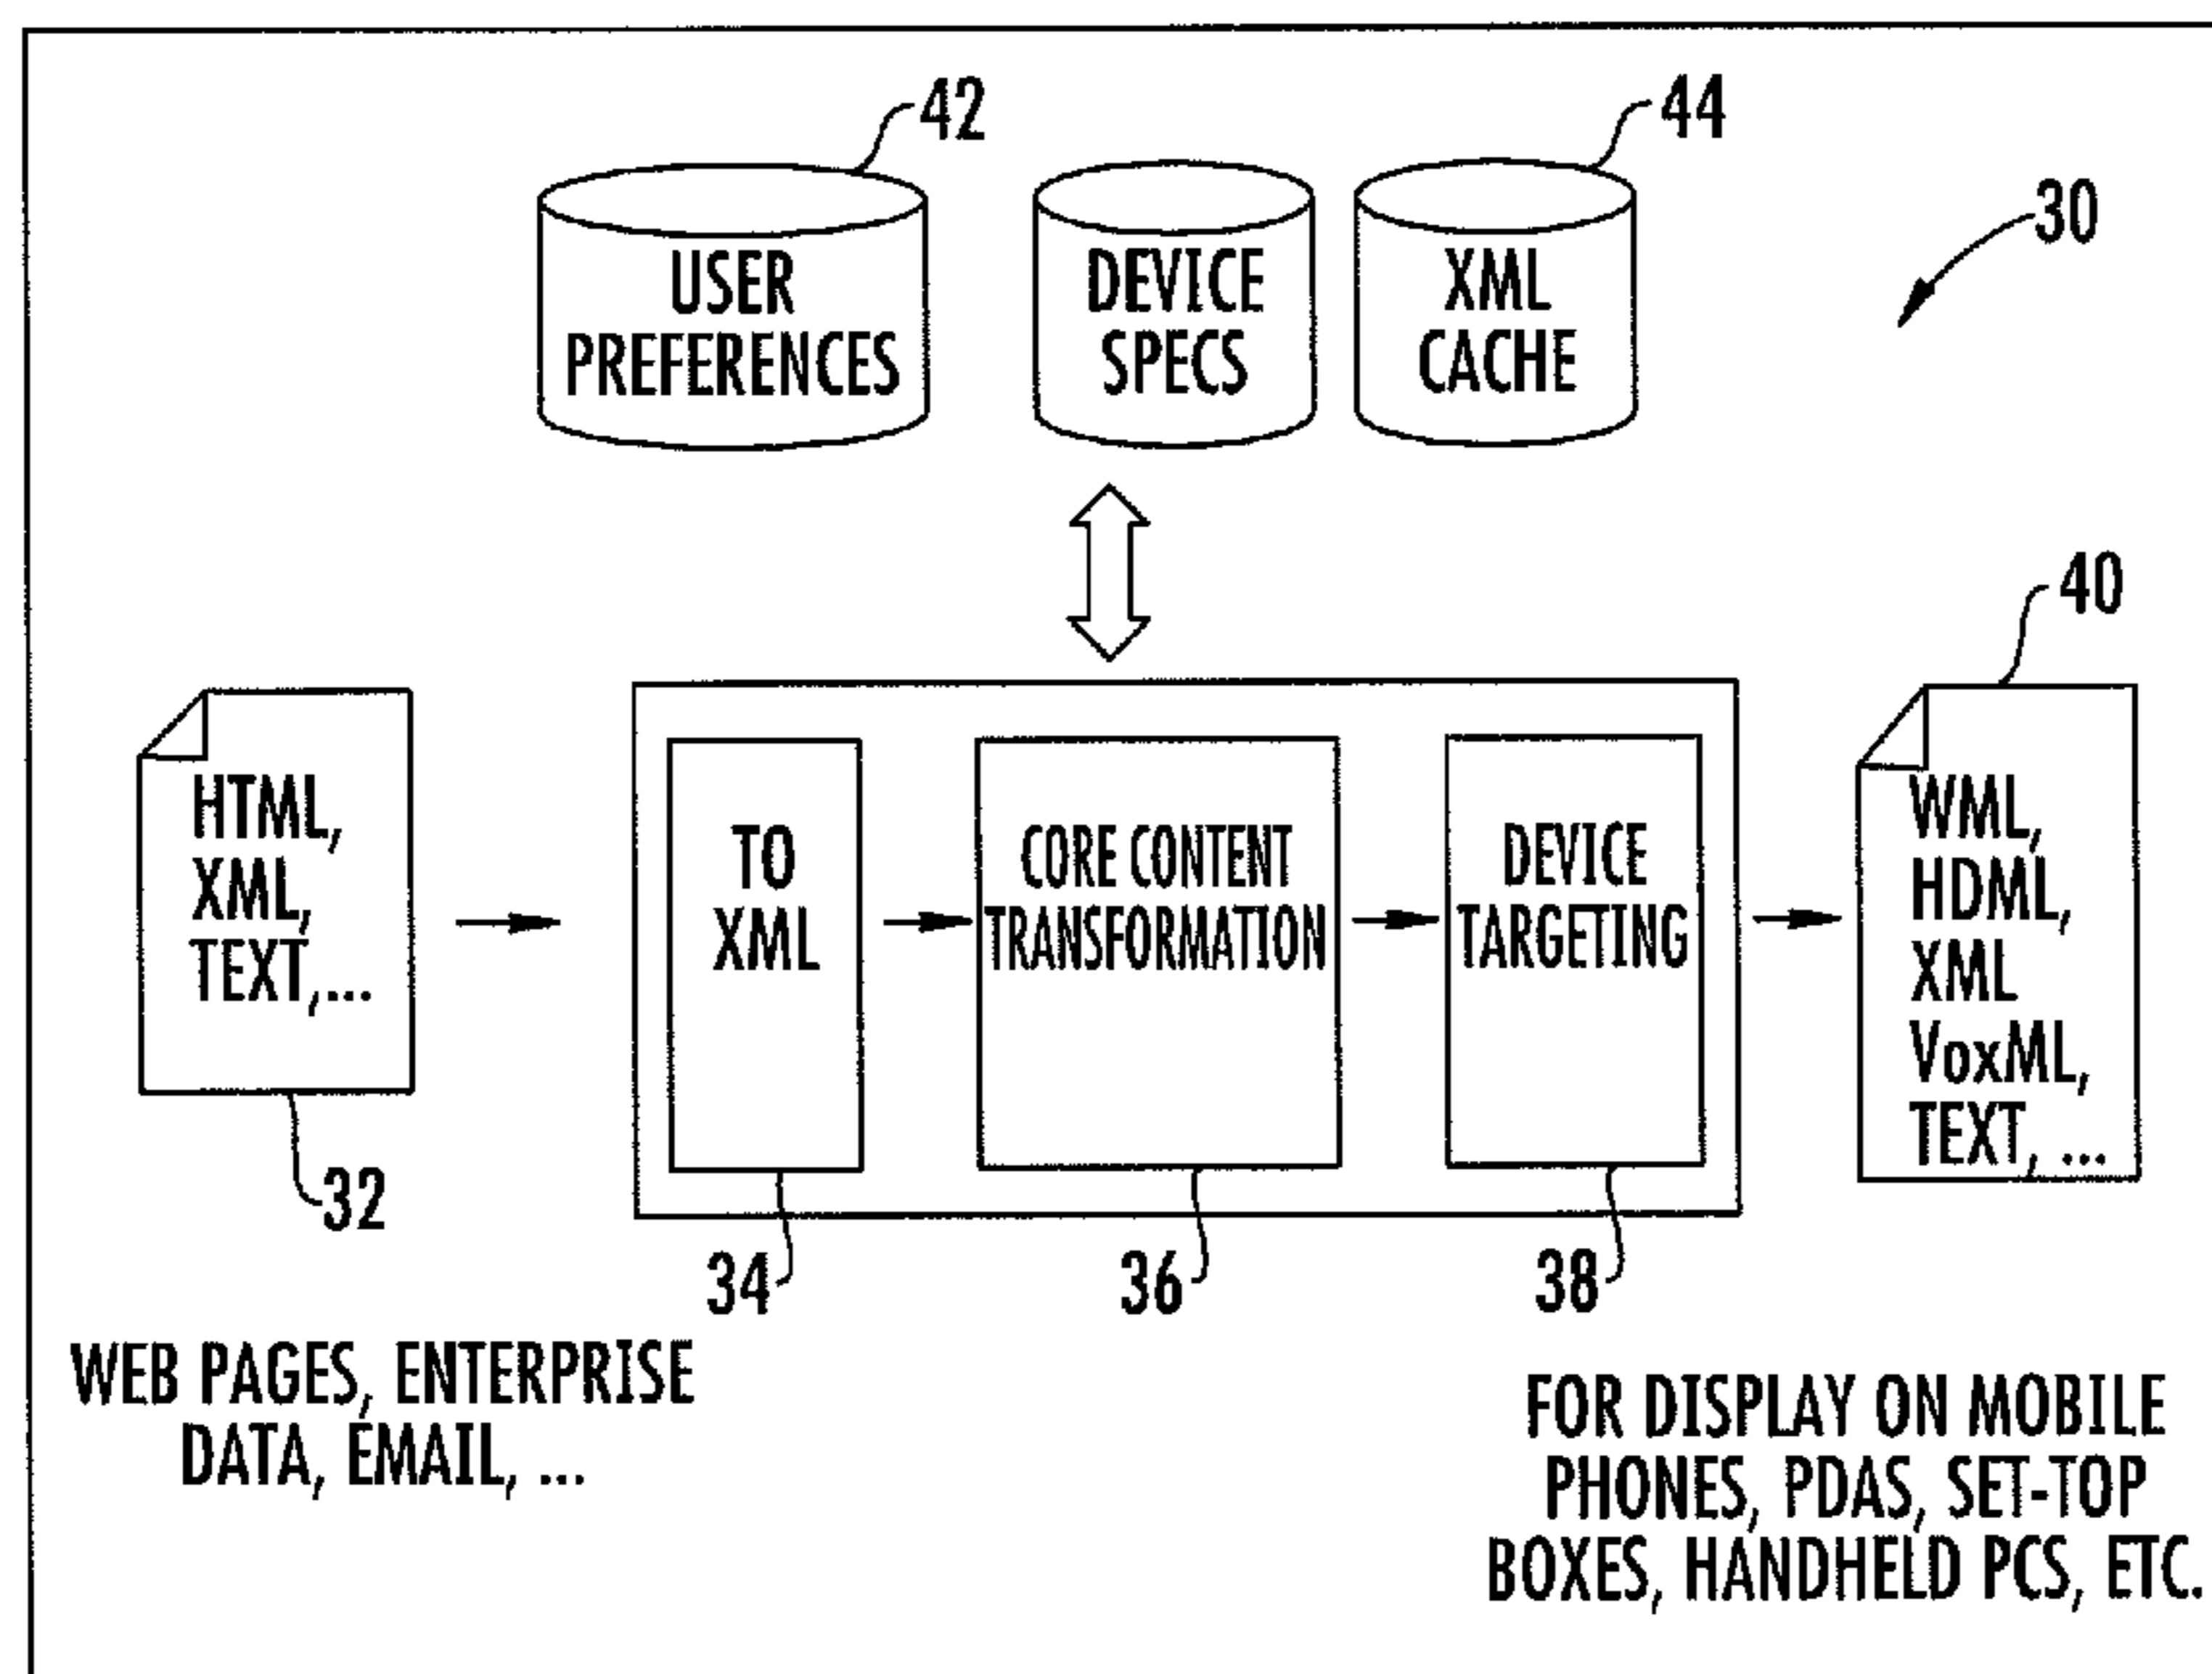 42
44
30
USER
PREFERENCES
DEVICE
SPECS
XML
CACHE
40
HTML,
XML,
TEXT,...
TO
XML
CORE CONTENT
TRANSFORMATION
DEVICE
TARGETING
WML,
HDML,
XML
VoxML,
TEXT, ...
32
34
36
38
WEB PAGES, ENTERPRISE
DATA, EMAIL, ...
FOR DISPLAY ON MOBILE
PHONES, PDAS, SET-TOP
BOXES, HANDHELD PCS, ETC.